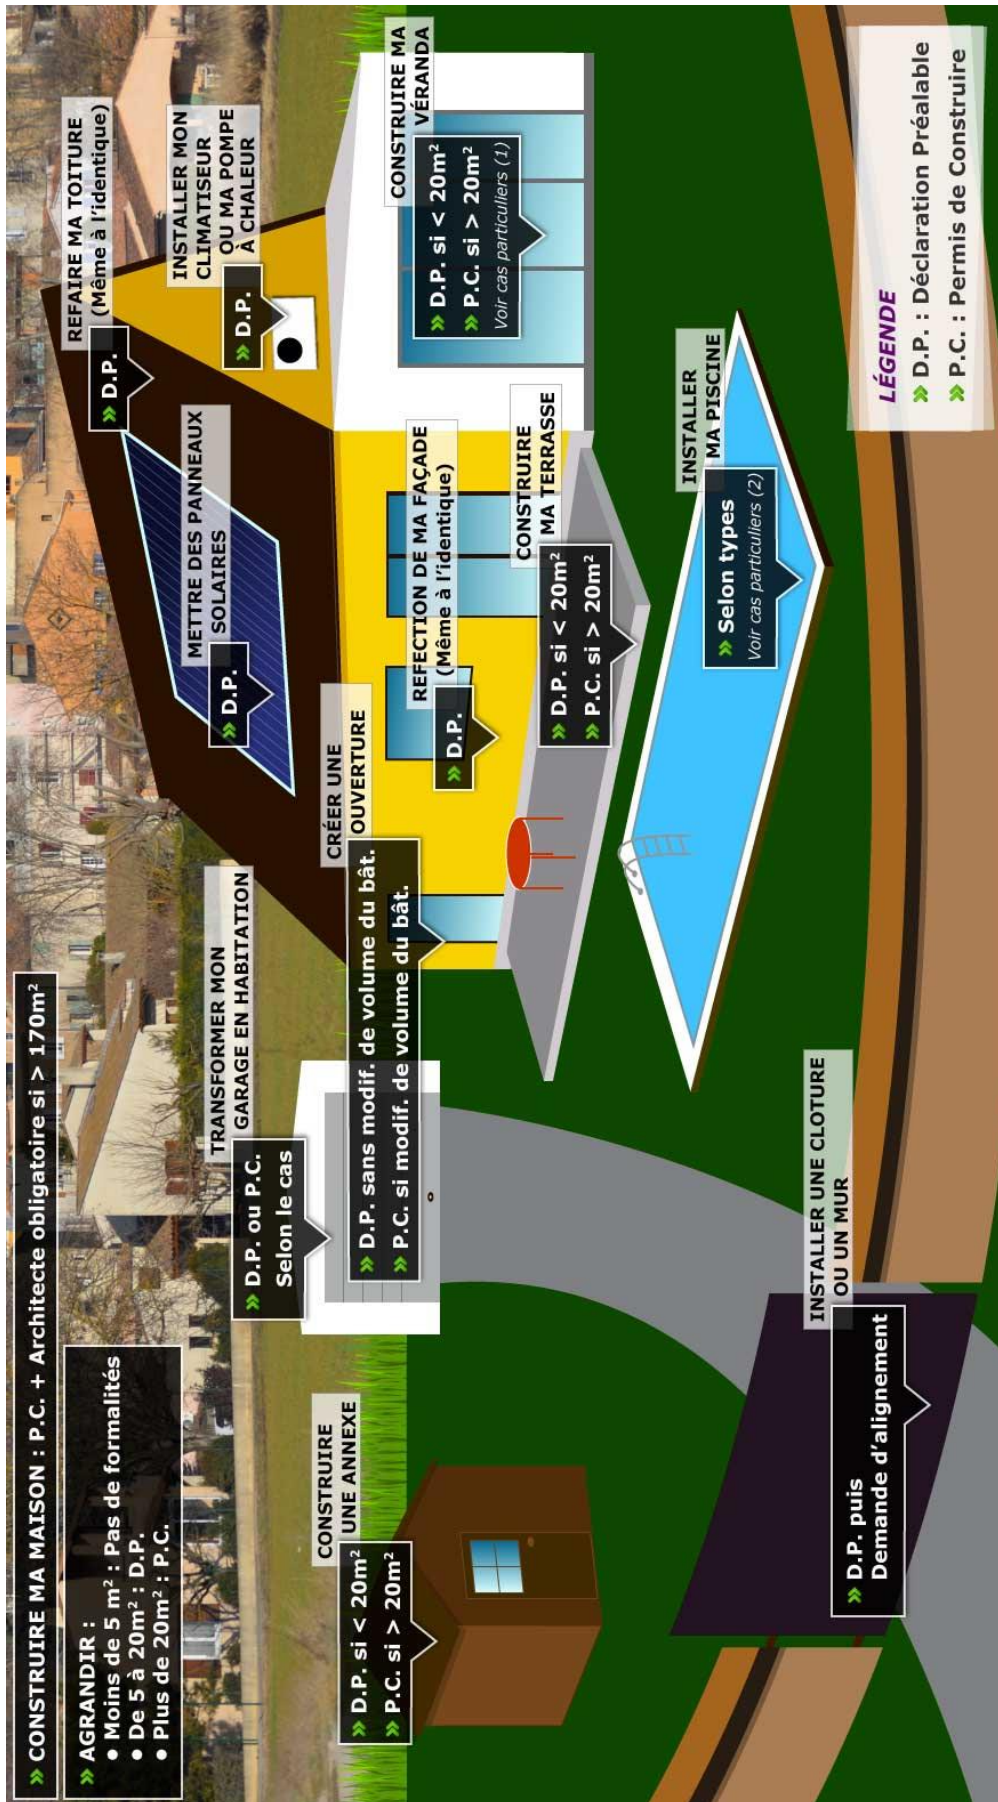 » CONSTRUIRE MA MAISON : P.C. + Architecte obligatoire si > 170m²
» AGRANDIR :
• Moins de 5 m² : Pas de formalités
• De 5 à 20m² : D.P.
• Plus de 20m² : P.C.
REFAIRE MA TOITURE
(Même à l'identique)
» D.P.
METTRE DES PANNEAUX
SOLAIRES
» D.P.
INSTALLER MON
CLIMATISEUR
OU MA POMPE
À CHALEUR
» D.P.
TRANSFORMER MON
GARAGE EN HABITATION
» D.P. ou P.C.
Selon le cas
CRÉER UNE
OUVERTURE
» D.P. sans modif. de volume du bât.
» P.C. si modif. de volume du bât.
CONSTRUIRE MA
VÉRANDA
» D.P. si < 20m²
» P.C. si > 20m²
Voir cas particuliers (1)
CONSTRUIRE
UNE ANNEXE
» D.P. si < 20m²
» P.C. si > 20m²
REFECTION DE MA FAÇADE
(Même à l'identique)
» D.P.
CONSTRUIRE
MA TERRASSE
» D.P. si < 20m²
» P.C. si > 20m²
INSTALLER
MA PISCINE
» Selon types
Voir cas particuliers (2)
INSTALLER UNE CLOTURE
OU UN MUR
» D.P. puis
Demande d'alignement
LÉGENDE
» D.P. : Déclaration Préalable
» P.C. : Permis de Construire